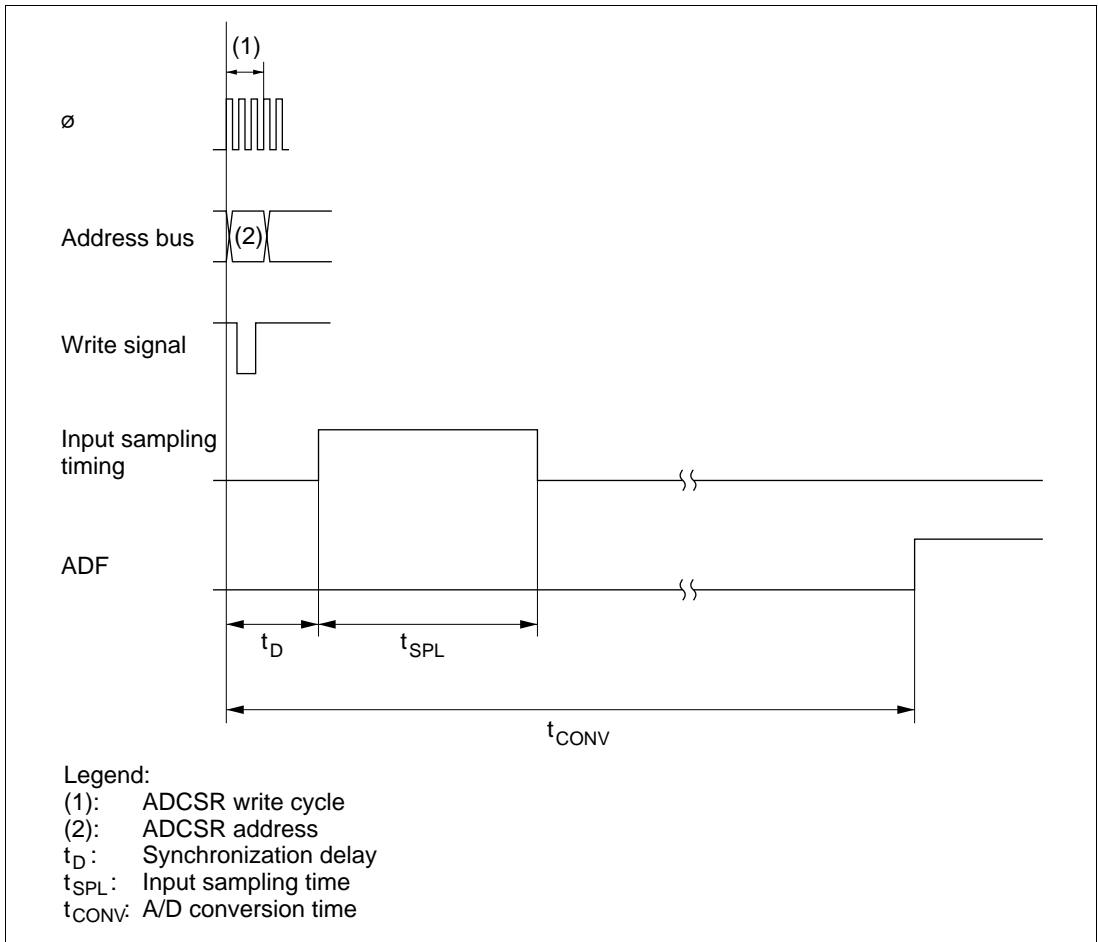 (1)
ø
Address bus
(2)
Write signal
Input sampling
timing
ADF
tD
tSPL
tCONV
Legend:
(1): ADCSR write cycle
(2): ADCSR address
tD : Synchronization delay
tSPL : Input sampling time
tCONV: A/D conversion time